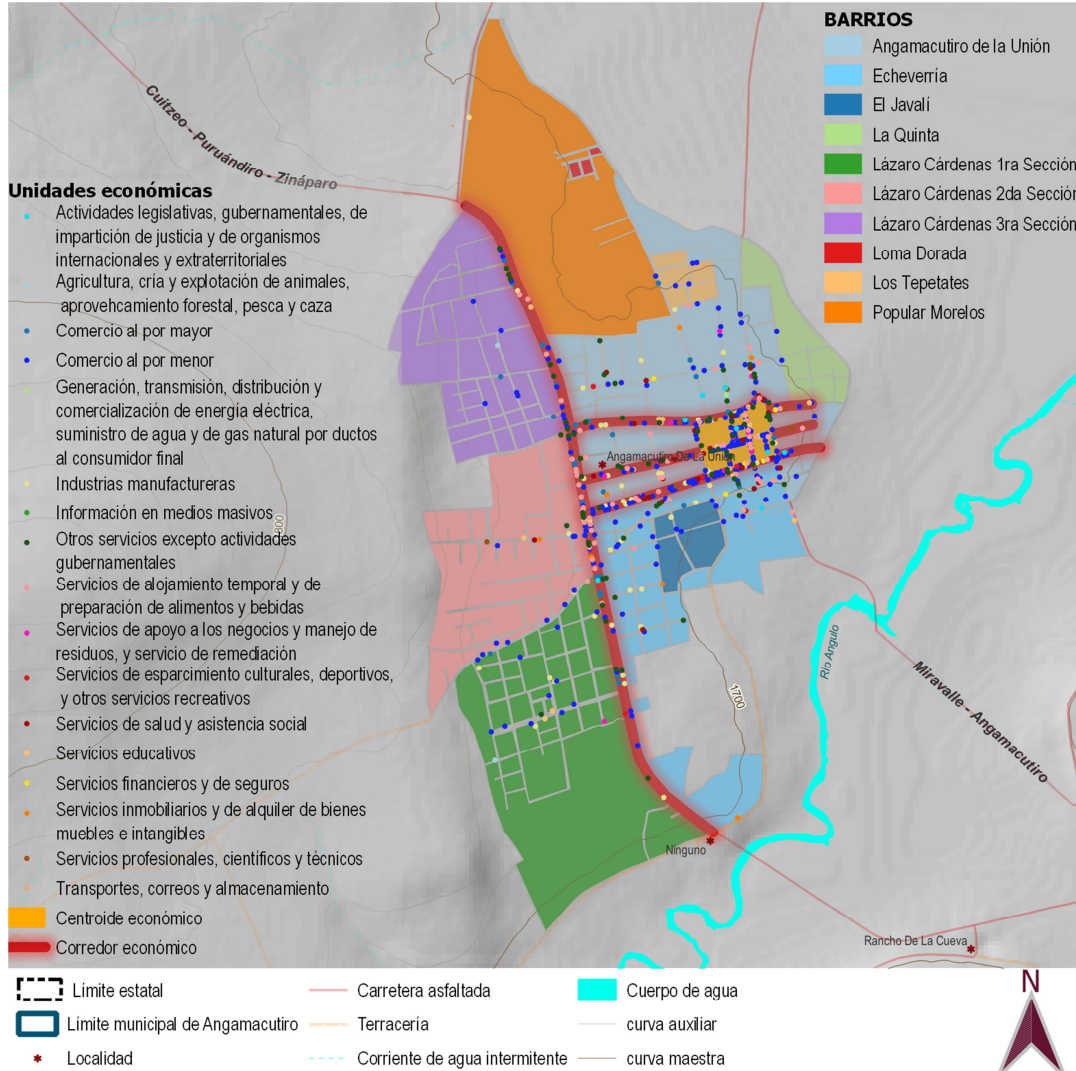 BARRIOS
Angamacutiro de la Unión
Echeverría
El Javalí
La Quinta
Lázaro Cárdenas 1ra Sección
Lázaro Cárdenas 2da Sección
Lázaro Cárdenas 3ra Sección
Loma Dorada
Los Tepetates
Popular Morelos
Cuitzeo - Puruándiro - Zináparo
Unidades económicas
Actividades legislativas, gubernamentales, de
impartición de justicia y de organismos
internacionales y extraterritoriales
Agricultura, cría y explotación de animales,
aprovehcamiento forestal, pesca y caza
Comercio al por mayor
Comercio al por menor
Generación, transmisión, distribución y
comercialización de energía eléctrica,
suministro de agua y de gas natural por ductos
al consumidor final
Industrias manufactureras
Información en medios masivos
Otros servicios excepto actividades
gubernamentales
Servicios de alojamiento temporal y de
preparación de alimentos y bebidas
Servicios de apoyo a los negocios y manejo de
residuos, y servicio de remediación
Servicios de esparcimiento culturales, deportivos,
y otros servicios recreativos
Servicios de salud y asistencia social
Servicios educativos
Servicios financieros y de seguros
Servicios inmobiliarios y de alquiler de bienes
muebles e intangibles
Servicios profesionales, científicos y técnicos
Transportes, correos y almacenamiento
Centroide económico
Corredor económico
Angamacutiro De La Unión
Río Angulo
1700
Miravalle - Angamacutiro
Ninguno
Rancho De La Cueva
Límite estatal
Límite municipal de Angamacutiro
Localidad
Carretera asfaltada
Terracería
Corriente de agua intermitente
Cuerpo de agua
curva auxiliar
curva maestra
N